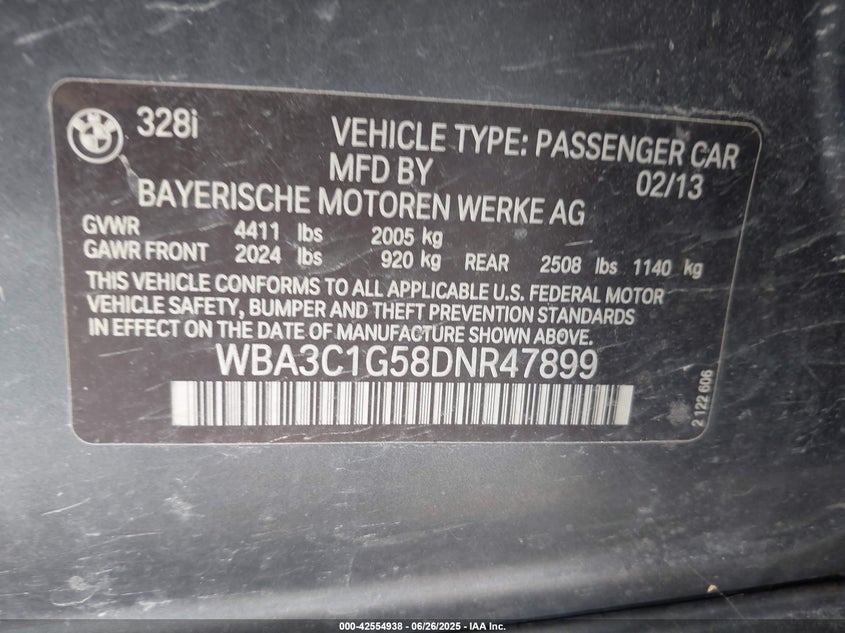 328i
VEHICLE TYPE: PASSENGER CAR
MFD BY 02/13
BAYERISCHE MOTOREN WERKE AG
GVWR 4411 lbs 2005 kg
GAWR FRONT 2024 lbs 920 kg REAR 2508 lbs 1140 kg
THIS VEHICLE CONFORMS TO ALL APPLICABLE U.S. FEDERAL MOTOR
VEHICLE SAFETY, BUMPER AND THEFT PREVENTION STANDARDS
IN EFFECT ON THE DATE OF MANUFACTURE SHOWN ABOVE.
WBA3C1G58DNR47899
2 122 606
000-42554938 - 06/26/2025 - IAA Inc.